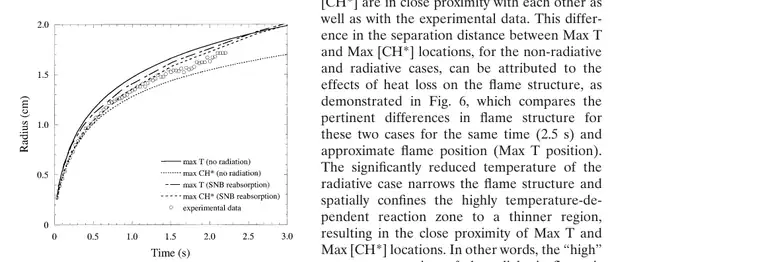 2.0
1.5
1.0
0.5
0
Radius (cm)
max T (no radiation)
max CH* (no radiation)
max T (SNB reabsorption)
max CH* (SNB reabsorption)
experimental data
0 0.5 1.0 1.5 2.0 2.5 3.0
Time (s)
[CH*] are in close proximity with each other as
well as with the experimental data. This differ-
ence in the separation distance between Max T
and Max [CH*] locations, for the non-radiative
and radiative cases, can be attributed to the
effects of heat loss on the flame structure, as
demonstrated in Fig. 6, which compares the
pertinent differences in flame structure for
these two cases for the same time (2.5 s) and
approximate flame position (Max T position).
The significantly reduced temperature of the
radiative case narrows the flame structure and
spatially confines the highly temperature-de-
pendent reaction zone to a thinner region,
resulting in the close proximity of Max T and
Max [CH*] locations. In other words, the “high”